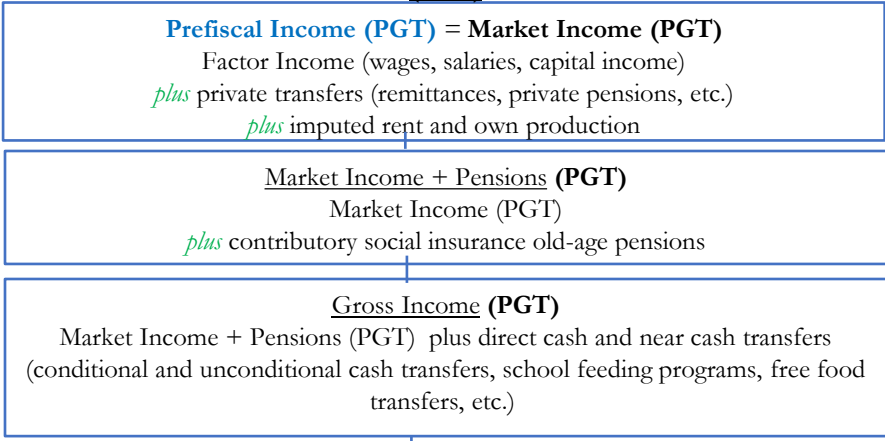 Prefiscal Income (PGT) = Market Income (PGT)
Factor Income (wages, salaries, capital income)
plus private transfers (remittances, private pensions, etc.)
plus imputed rent and own production
Market Income + Pensions (PGT)
Market Income (PGT)
plus contributory social insurance old-age pensions
Gross Income (PGT)
Market Income + Pensions (PGT) plus direct cash and near cash transfers
(conditional and unconditional cash transfers, school feeding programs, free food
transfers, etc.)